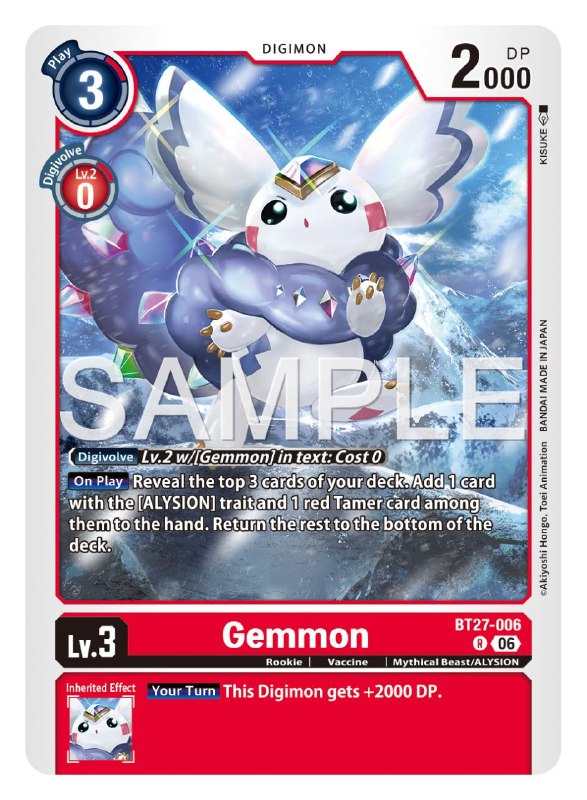 DIGIMON
Play
3
DP
2000
KISUKE
Digivolve
Lv.2
0
SAMPLE
Digivolve Lv.2 w/[Gemmon] in text: Cost 0
On Play Reveal the top 3 cards of your deck. Add 1 card
with the [ALYSION] trait and 1 red Tamer card among
them to the hand. Return the rest to the bottom of the
deck.
©Akiyoshi Hongo, Toei Animation BANDAI MADE IN JAPAN
Lv.3
Gemmon
BT27-006
R 06
Rookie | Vaccine | Mythical Beast/ALYSION
Inherited Effect
Your Turn This Digimon gets +2000 DP.